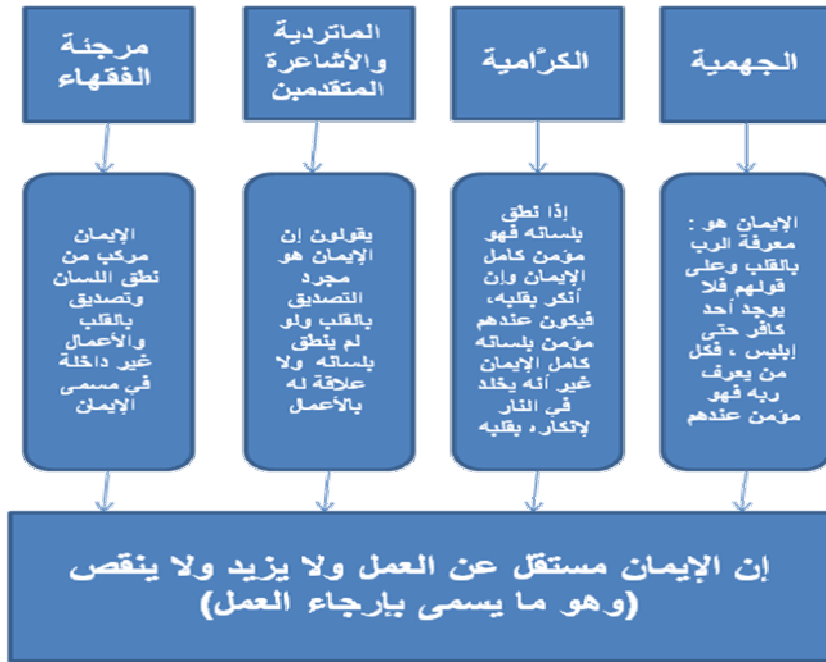 الجهمية
الكرَّامية
الماتردية
والأشاعرة
المتقدمين
مرجئة
الفقهاء
الإيمان هو :
معرفة الرب
بالقلب وعلى
قولهم فلا
يوجد أحد
كافر حتى
إبليس ، فكل
من يعرف
ربه فهو
مؤمن عندهم
إذا نطق
بلسانه فهو
مؤمن كامل
الإيمان وإن
أنكر بقلبه،
فيكون عندهم
مؤمن بلسانه
كامل الإيمان
غير أنه يخلد
في النار
لإنكاره بقلبه
يقولون إن
الإيمان هو
مجرد
التصديق
بالقلب ولو
لم ينطق
بلسانه ولا
علاقة له
بالأعمال
الإيمان
مركب من
نطق اللسان
وتصديق
بالقلب
والأعمال
غير داخلة
في مسمى
الإيمان
إن الإيمان مستقل عن العمل ولا يزيد ولا ينقص
(وهو ما يسمى بإرجاء العمل)